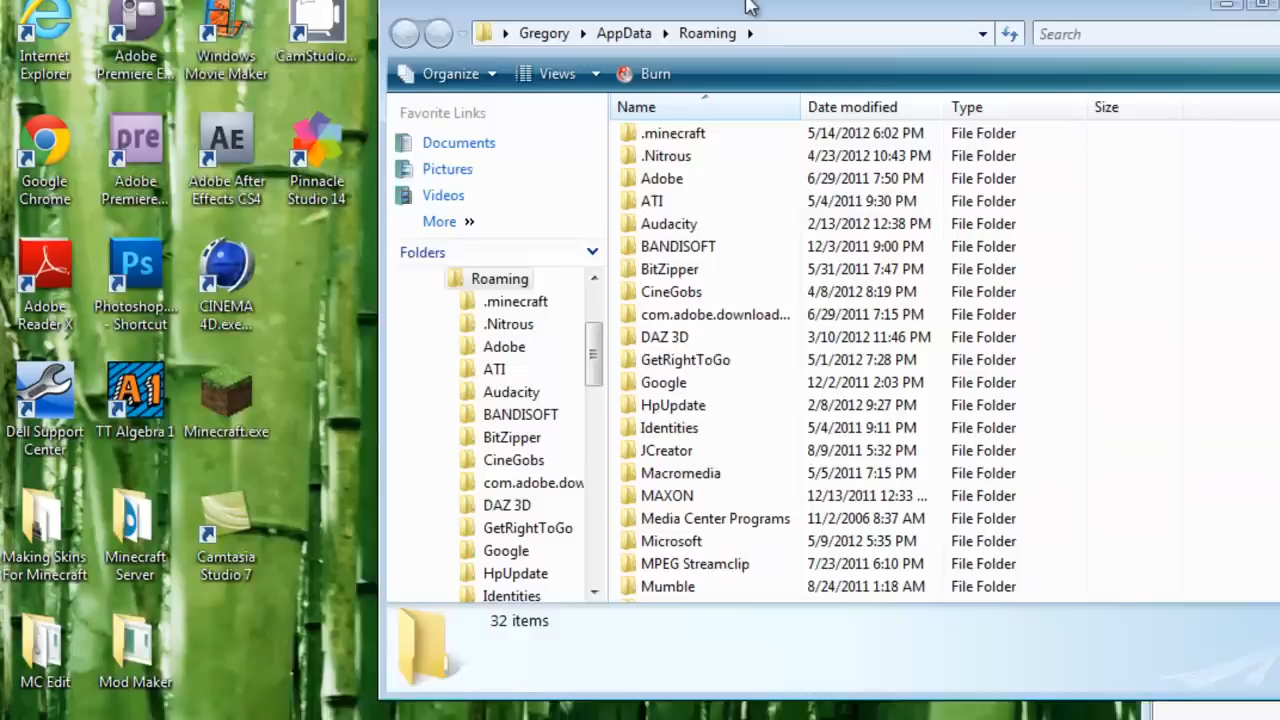 Internet
Explorer
Adobe
Premiere E...
Windows
Movie Maker
CamStudio...
Google
Chrome
pre
Adobe
Premiere...
AE
Adobe After
Effects CS4
Pinnacle
Studio 14
Adobe
Reader X
Ps
Photoshop....
- Shortcut
CINEMA
4D.exe...
Dell Support
Center
A1
TT Algebra 1
Minecraft.exe
Making Skins
For Minecraft
Minecraft
Server
Camtasia
Studio 7
MC Edit
Mod Maker
Gregory AppData Roaming
Search
Organize Views Burn
Favorite Links
Documents
Pictures
Videos
More »
Folders
Roaming
.minecraft
.Nitrous
Adobe
ATI
Audacity
BANDISOFT
BitZipper
CineGobs
com.adobe.dow
DAZ 3D
GetRightToGo
Google
HpUpdate
Identities
Name Date modified Type Size
.minecraft 5/14/2012 6:02 PM File Folder
.Nitrous 4/23/2012 10:43 PM File Folder
Adobe 6/29/2011 7:50 PM File Folder
ATI 5/4/2011 9:30 PM File Folder
Audacity 2/13/2012 12:38 PM File Folder
BANDISOFT 12/3/2011 9:00 PM File Folder
BitZipper 5/31/2011 7:47 PM File Folder
CineGobs 4/8/2012 8:19 PM File Folder
com.adobe.download... 6/29/2011 7:15 PM File Folder
DAZ 3D 3/10/2012 11:46 PM File Folder
GetRightToGo 5/1/2012 7:28 PM File Folder
Google 12/2/2011 2:03 PM File Folder
HpUpdate 2/8/2012 9:27 PM File Folder
Identities 5/4/2011 9:11 PM File Folder
JCreator 8/9/2011 5:32 PM File Folder
Macromedia 5/5/2011 7:15 PM File Folder
MAXON 12/13/2011 12:33 ... File Folder
Media Center Programs 11/2/2006 8:37 AM File Folder
Microsoft 5/9/2012 5:35 PM File Folder
MPEG Streamclip 7/23/2011 6:10 PM File Folder
Mumble 8/24/2011 1:18 AM File Folder
32 items